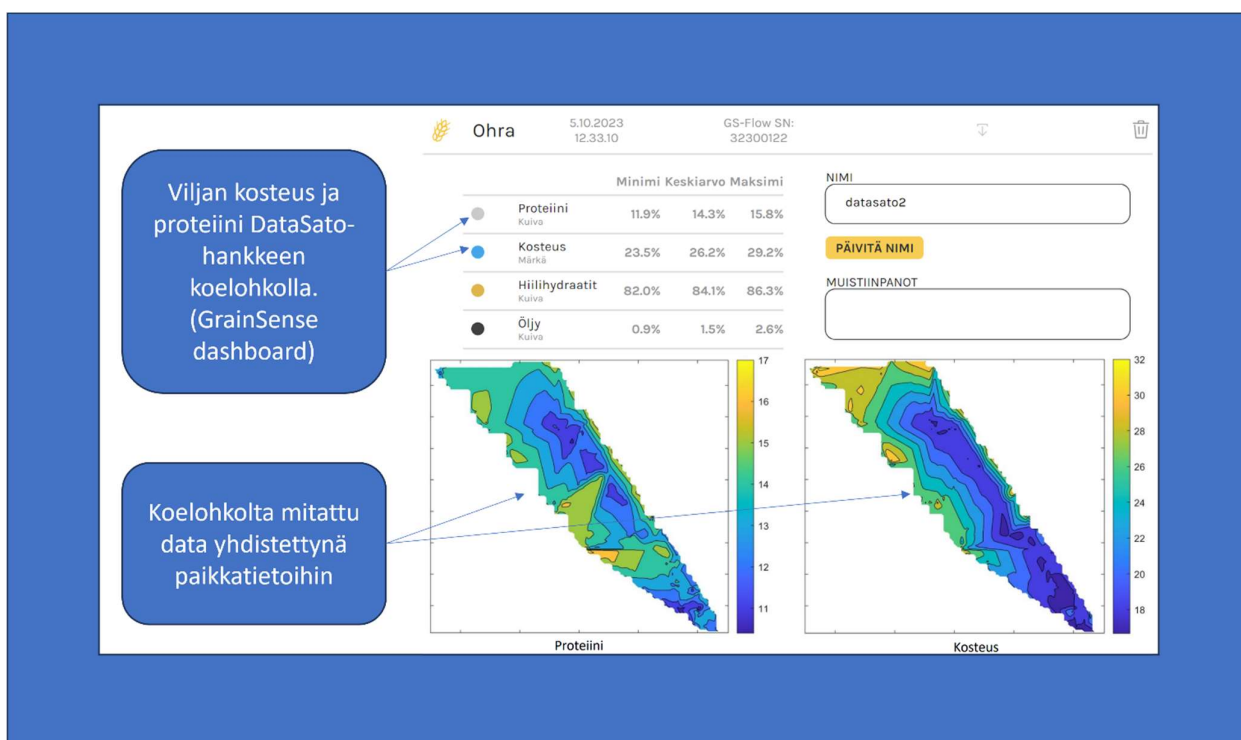 Viljan kosteus ja
proteiini DataSato-
hankkeen
koelohkolla.
(GrainSense
dashboard)
Koelohkolta mitattu
data yhdistettynä
paikkatietoihin
Ohra
5.10.2023
12.33.10
GS-Flow SN:
32300122
Minimi Keskiarvo Maksimi
Proteiini 11.9% 14.3% 15.8%
Kuiva
Kosteus 23.5% 26.2% 29.2%
Märkä
Hiilihydraatit 82.0% 84.1% 86.3%
Kuiva
Öljy 0.9% 1.5% 2.6%
Kuiva
NIMI
datasato2
PÄIVITÄ NIMI
MUISTIINPANOT
17
16
15
14
13
12
11
Proteiini
32
30
28
26
24
22
20
18
Kosteus